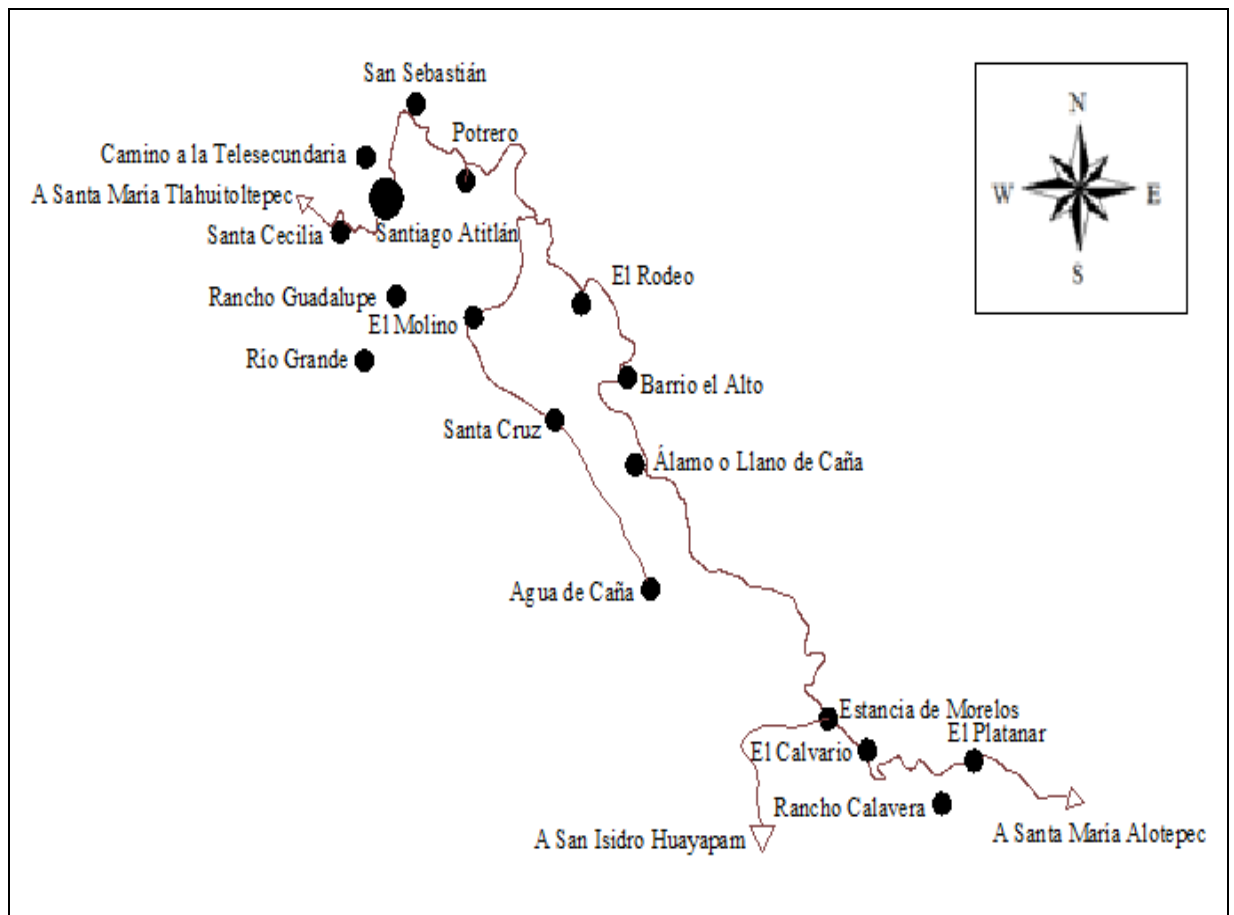 San Sebastián
N
Potrero
Camino a la Telesecundaria
A Santa Maria Tlahuitoltepec
W
E
Santa Cecilia
Santiago Atitlán
S
El Rodeo
Rancho Guadalupe
El Molino
Rio Grande
Barrio el Alto
Santa Cruz
Álamo o Llano de Caña
Agua de Caña
Estancia de Morelos
El Platanar
El Calvario
Rancho Calavera
A San Isidro Huayapam
A Santa Maria Alotepec